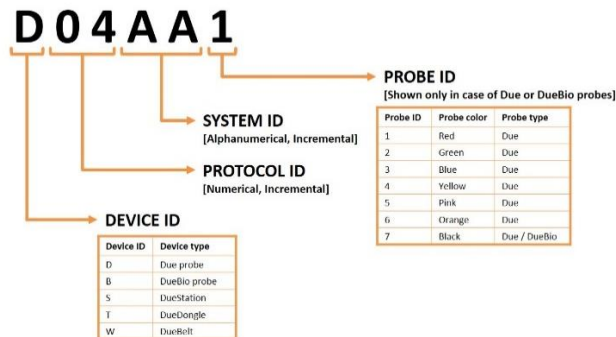 D04AA1
PROBE ID
[Shown only in case of Due or DueBio probes]
Probe ID Probe color Probe type
1 Red Due
2 Green Due
3 Blue Due
4 Yellow Due
5 Pink Due
6 Orange Due
7 Black Due / DueBio
SYSTEM ID
[Alphanumerical, Incremental]
PROTOCOL ID
[Numerical, Incremental]
DEVICE ID
Device ID Device type
D Due probe
B DueBio probe
S DueStation
T DueDongle
W DueBelt